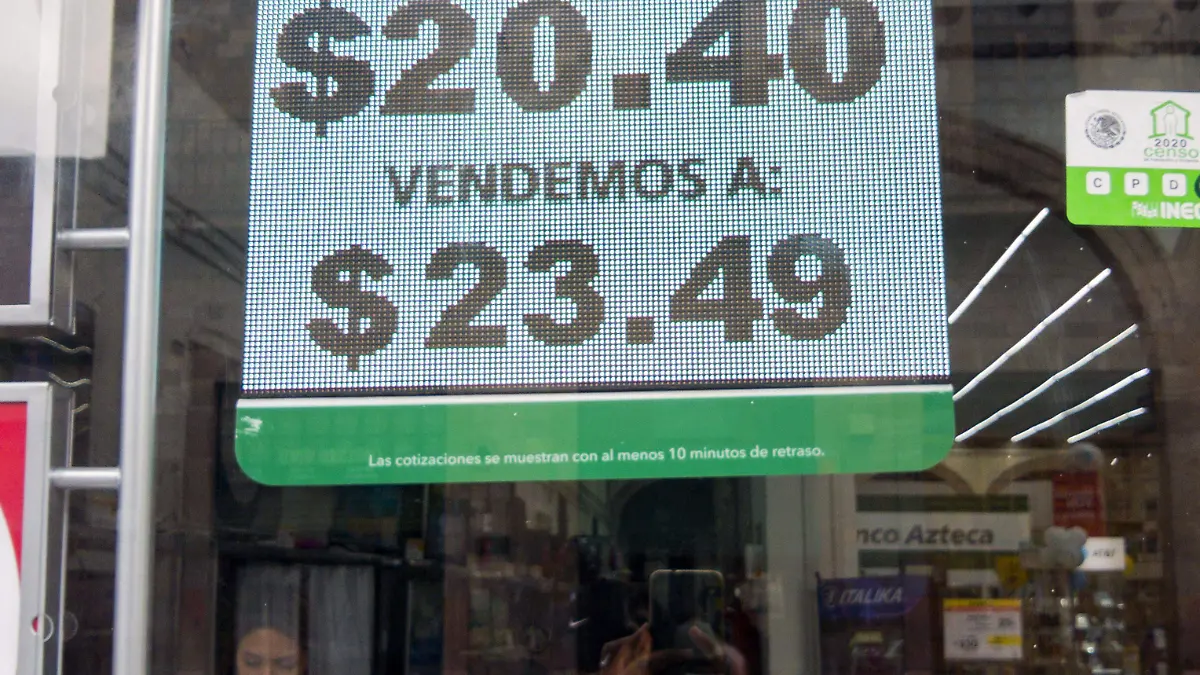 $20.40
VENDEMOS A:
$23.49
Las cotizaciones se muestran con al menos 10 minutos de retraso.
2020
censo
C P D
INEG
nco Azteca
ITALIKA